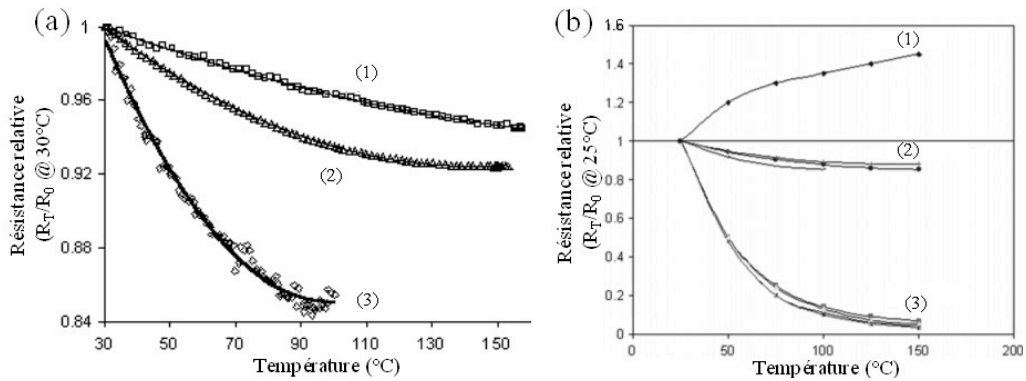 (a)
Résistance relative
(R_T/R_0 @ 30°C)
1
0.96
0.92
0.88
0.84
(1)
(2)
(3)
30 50 70 90 110 130 150
Température (°C)
(b)
Résistance relative
(R_T/R_0 @ 25°C)
1.6
1.4
1.2
1
0.8
0.6
0.4
0.2
0
(1)
(2)
(3)
0 50 100 150 200
Température (°C)